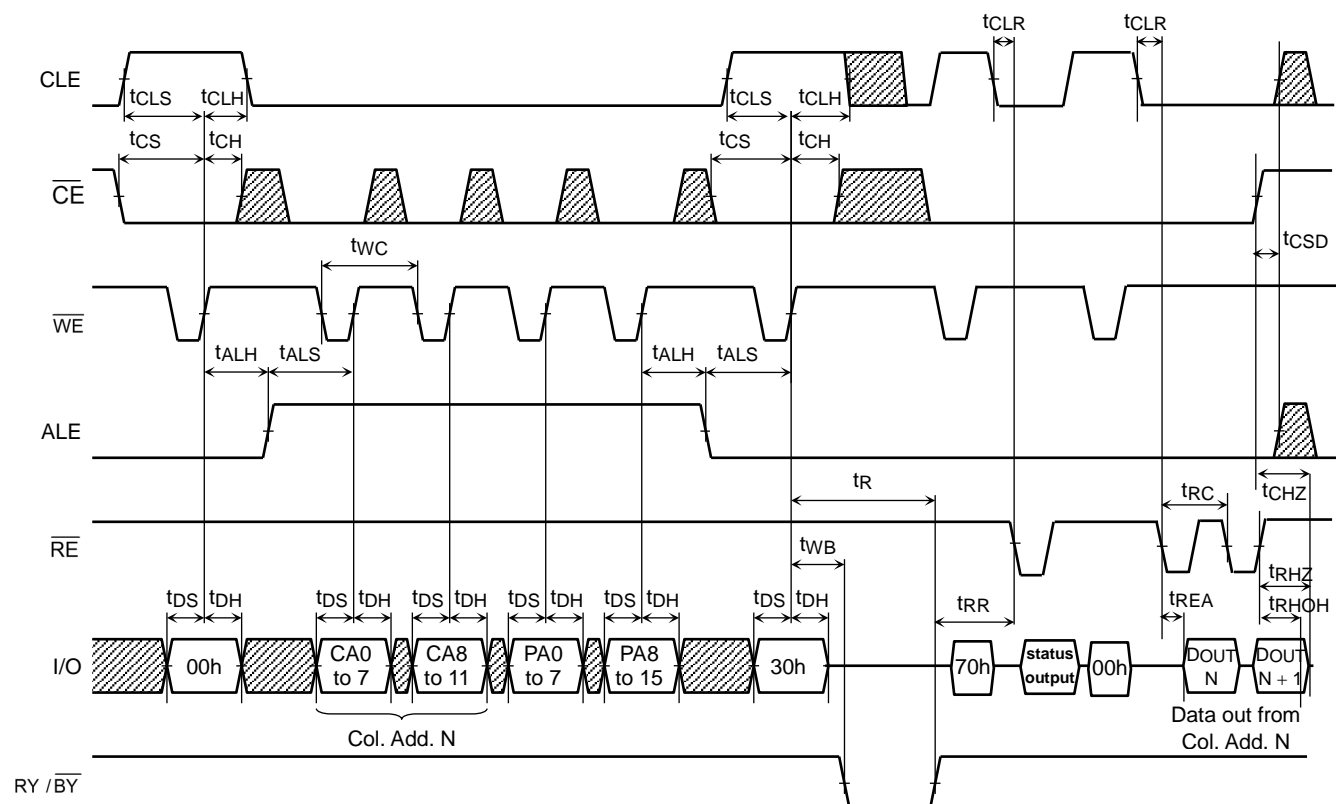 tCLR tCLR
CLE
tCLS tCLH tCLS tCLH
tCS tCH tCS tCH
CE
tCSD
tWC
WE
tALH tALS tALH tALS
ALE
tR tCHZ
tRC
RE
tWB
tRHZ
tDS tDH tDS tDH tDS tDH tDS tDH tDS tDH tDS tDH tRR tREA tRHOH
I/O
00h
CA0
to 7
CA8
to 11
PA0
to 7
PA8
to 15
30h
70h
status
output
00h
DOUT
N
DOUT
N + 1
Col. Add. N
Data out from
Col. Add. N
RY / BY